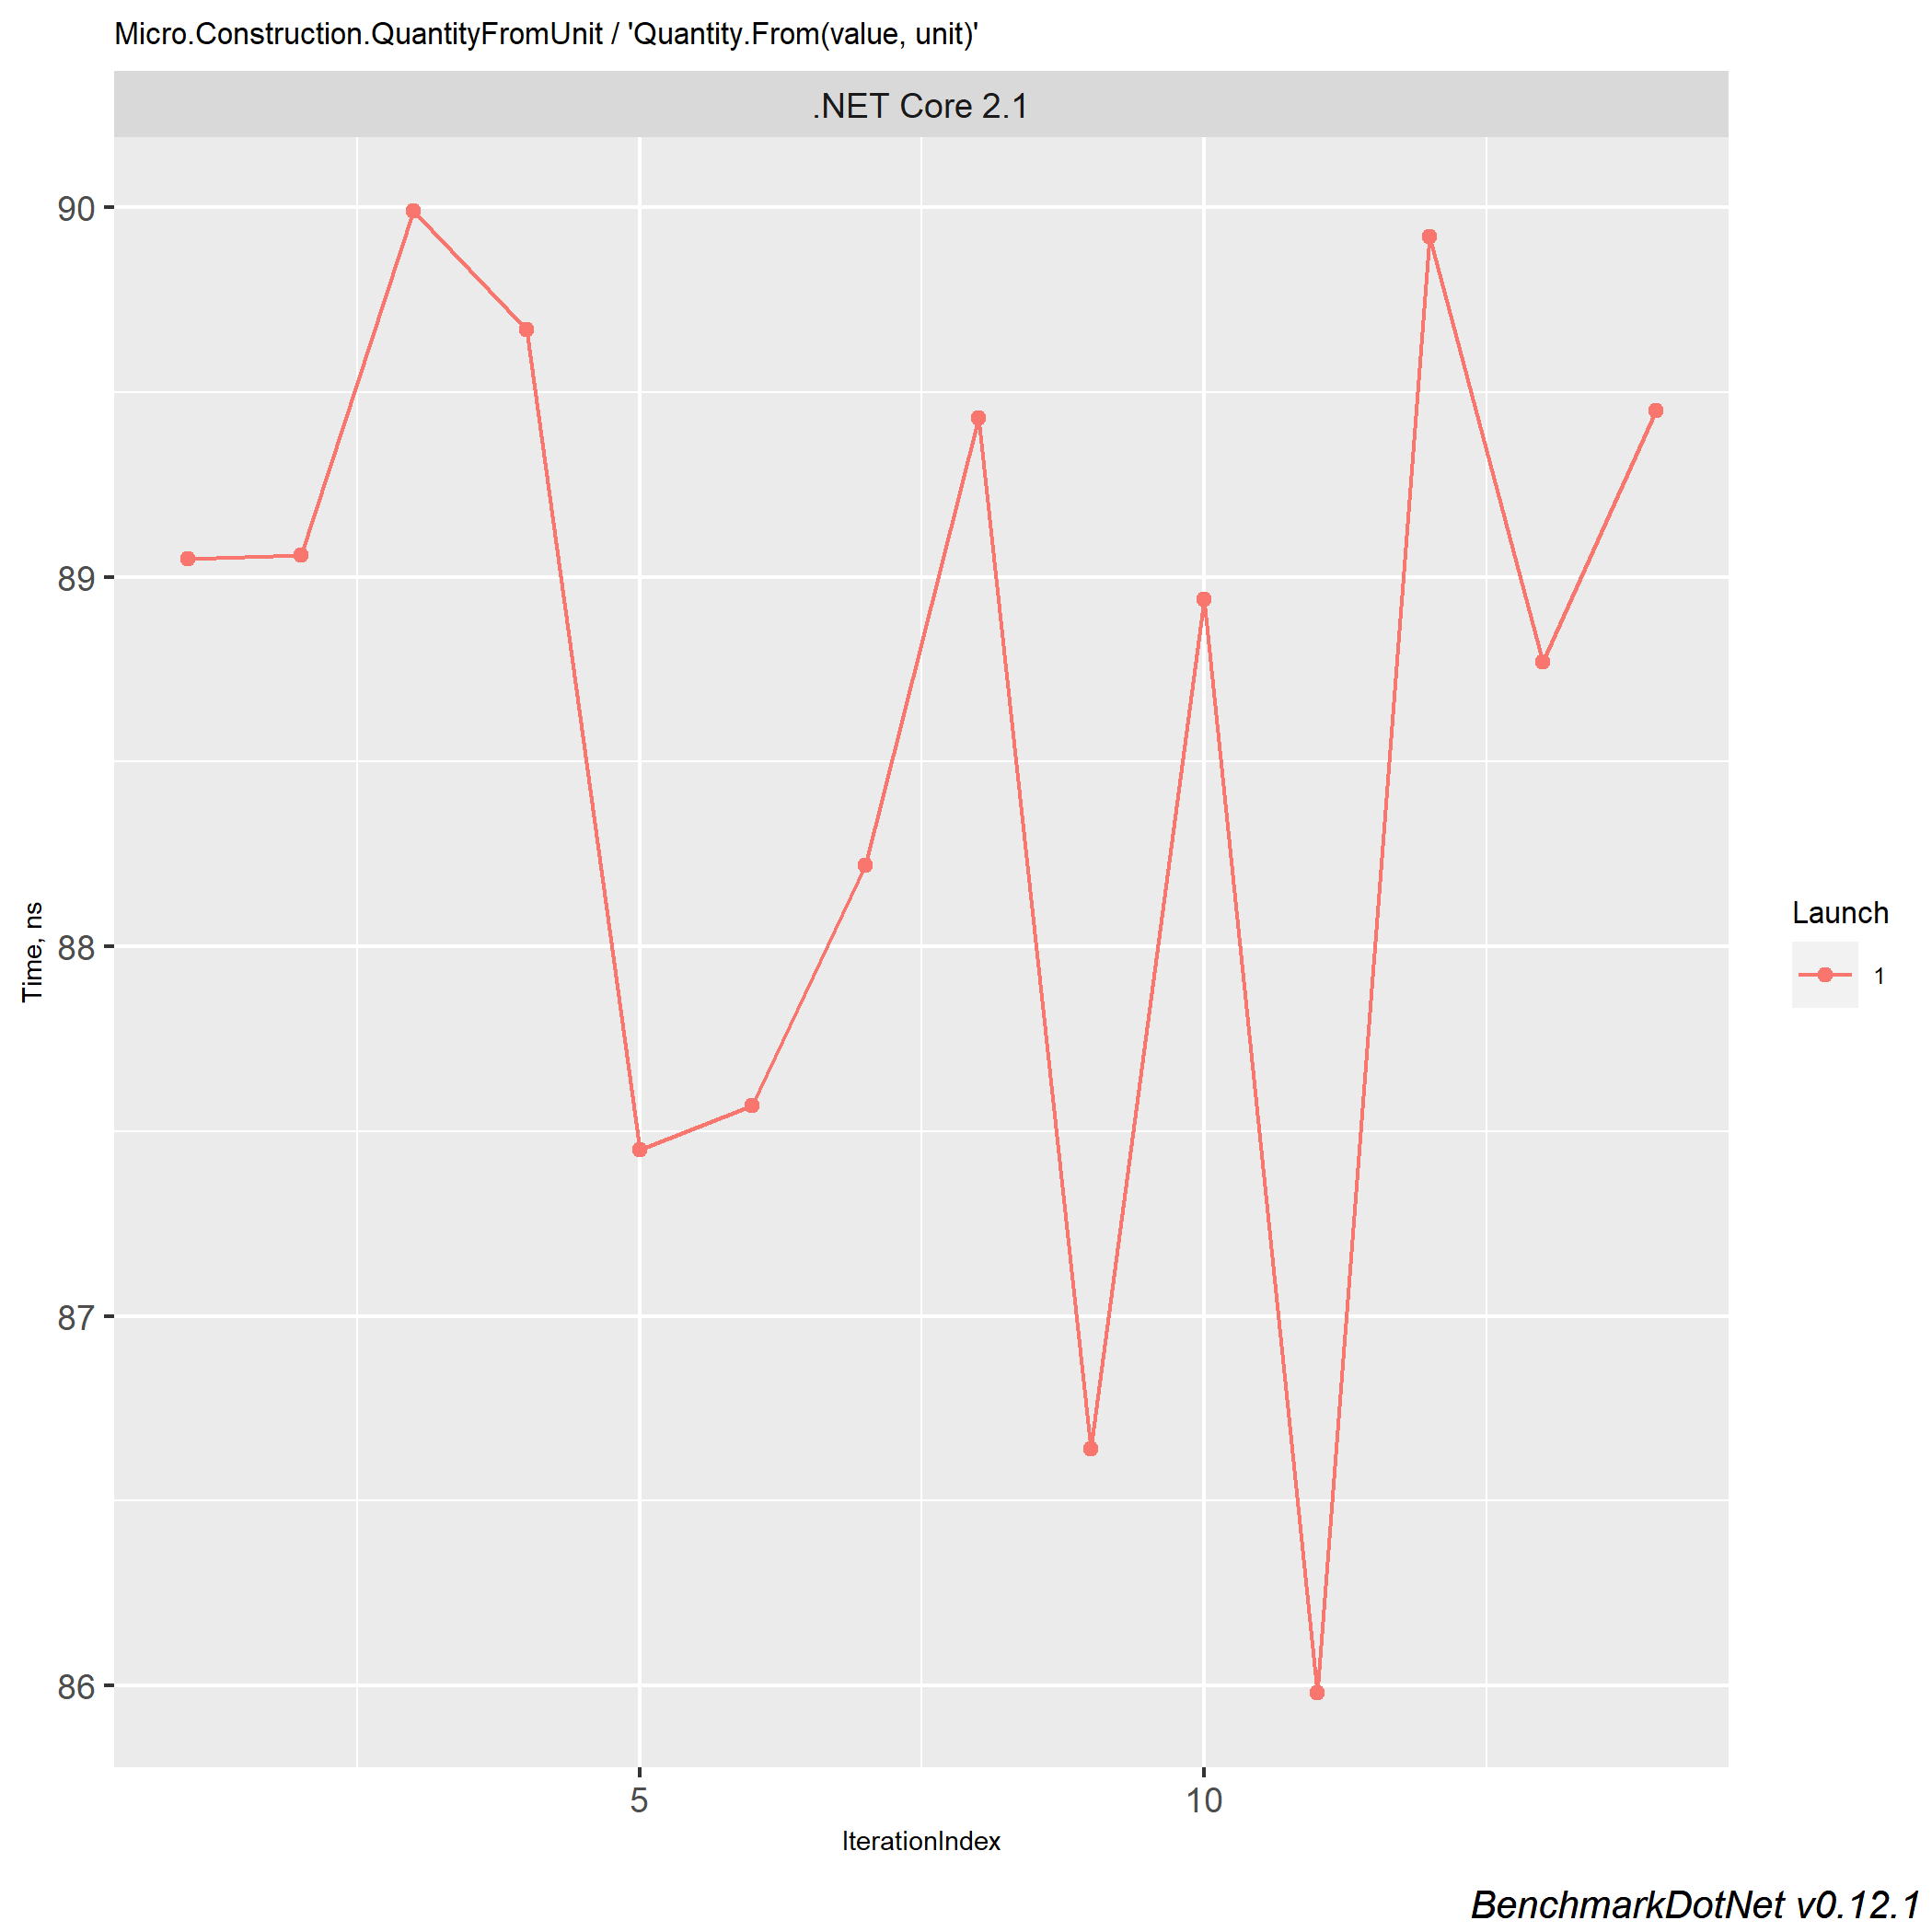 Micro.Construction.QuantityFromUnit / 'Quantity.From(value, unit)'
.NET Core 2.1
90
89
88
87
86
Time, ns
5
10
IterationIndex
Launch
1
BenchmarkDotNet v0.12.1